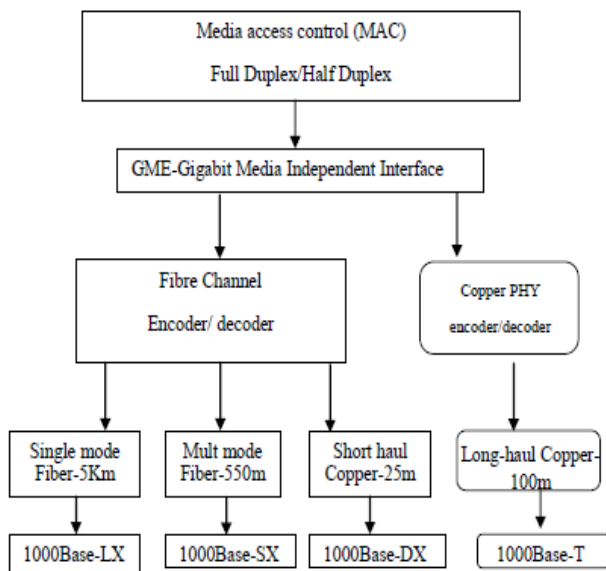 Media access control (MAC)
Full Duplex/Half Duplex
GME-Gigabit Media Independent Interface
Fibre Channel
Encoder/ decoder
Copper PHY
encoder/decoder
Single mode
Fiber-5Km
Mult mode
Fiber-550m
Short haul
Copper-25m
Long-haul Copper-
100m
1000Base-LX
1000Base-SX
1000Base-DX
1000Base-T